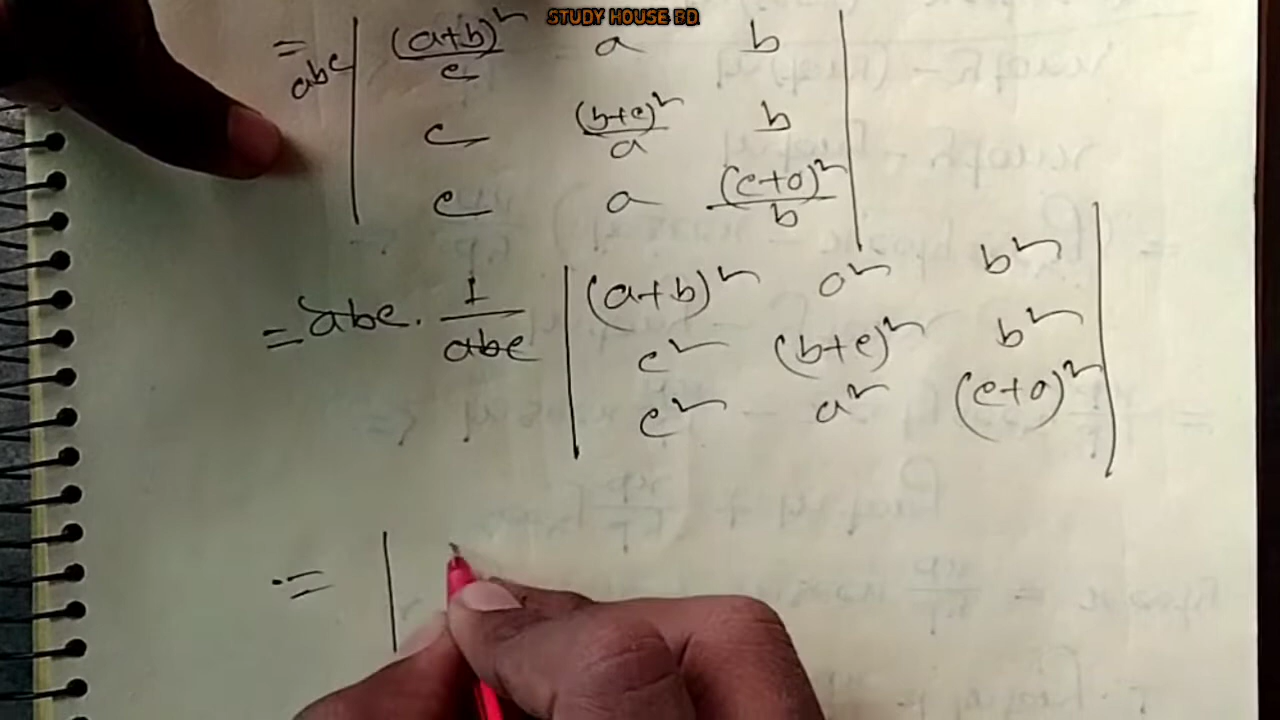 STUDY HOUSE BD
= abc | (a+b)²/c a b |
| c (b+c)²/a b |
| c a (c+a)²/b |
= abc · 1/abc | (a+b)² a² b² |
| c² (b+c)² b² |
| c² a² (c+a)² |
= |